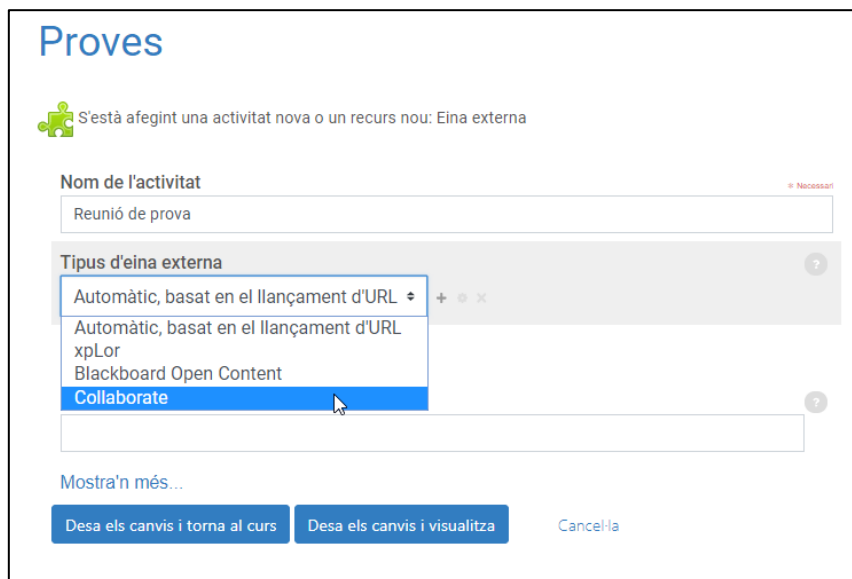 Proves
S'està afegint una activitat nova o un recurs nou: Eina externa
Nom de l'activitat
* Necessari
Reunió de prova
Tipus d'eina externa
?
Automàtic, basat en el llançament d'URL
Automàtic, basat en el llançament d'URL
xpLor
Blackboard Open Content
Collaborate
?
Mostra'n més...
Desa els canvis i torna al curs
Desa els canvis i visualitza
Cancel·la